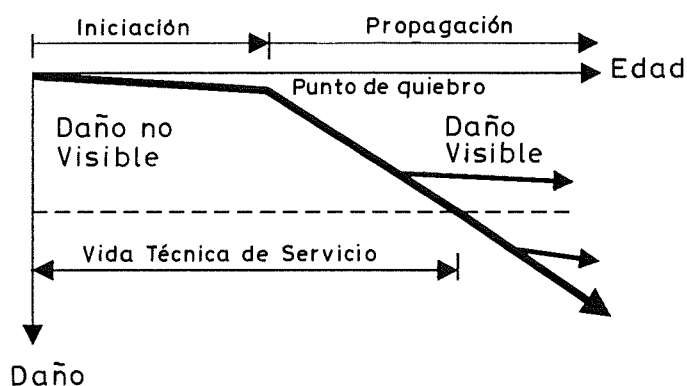 Iniciación
Propagación
Edad
Punto de quiebro
Daño no
Visible
Daño
Visible
Vida Técnica de Servicio
Daño